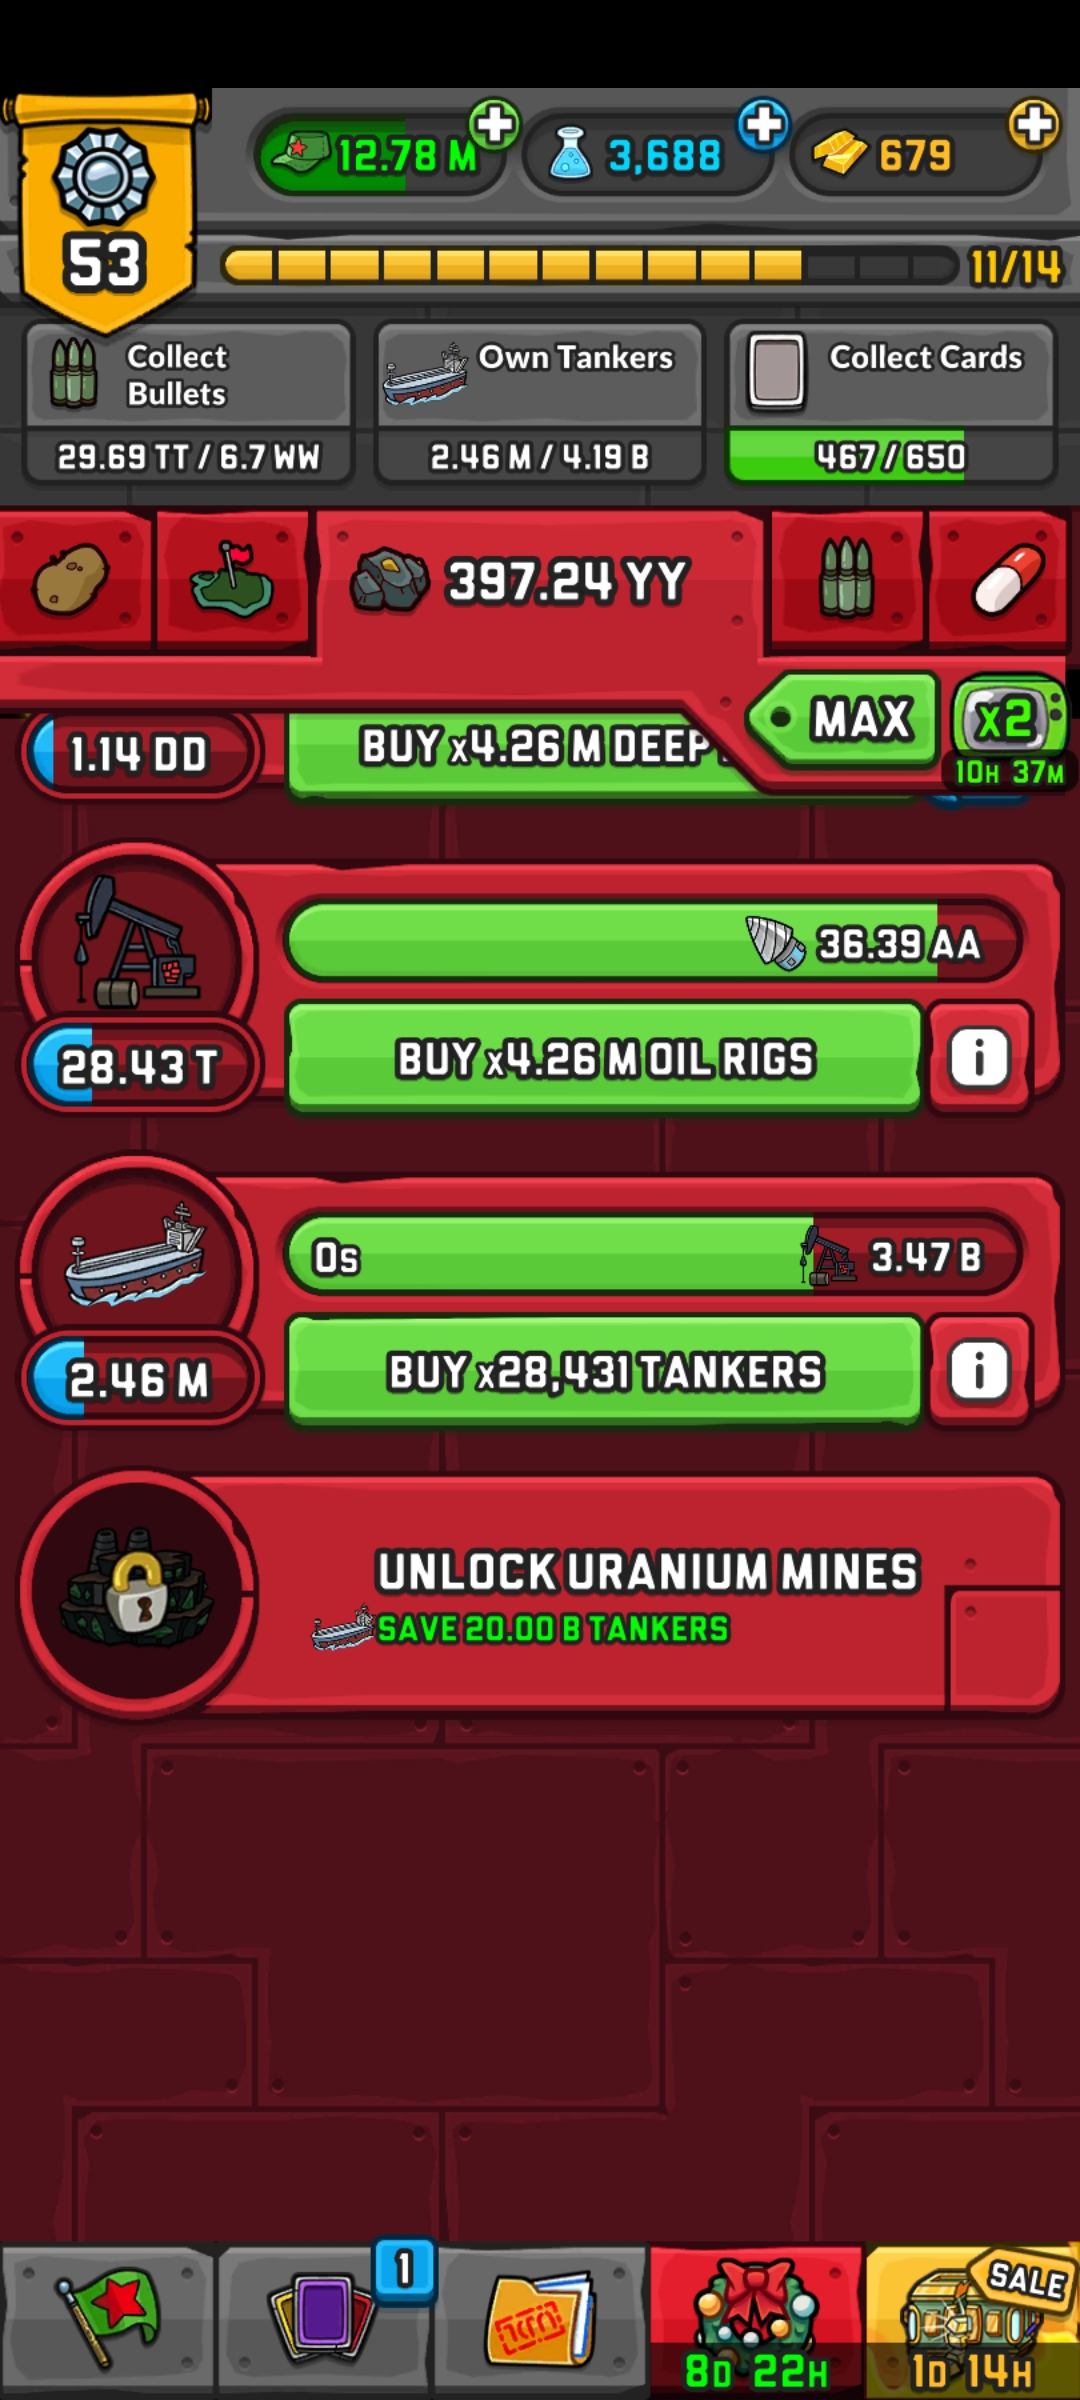 12.78 M
3,688
679
53
11/14
Collect
Bullets
29.69 TT / 6.7 WW
Own Tankers
2.46 M / 4.19 B
Collect Cards
467 / 650
397.24 YY
MAX
x2
10H 37M
1.14 DD
BUY x4.26 M DEEP
36.39 AA
28.43 T
BUY x4.26 M OIL RIGS
i
0s
3.47 B
2.46 M
BUY x28,431 TANKERS
i
UNLOCK URANIUM MINES
SAVE 20.00 B TANKERS
1
8D 22H
SALE
1D 14H